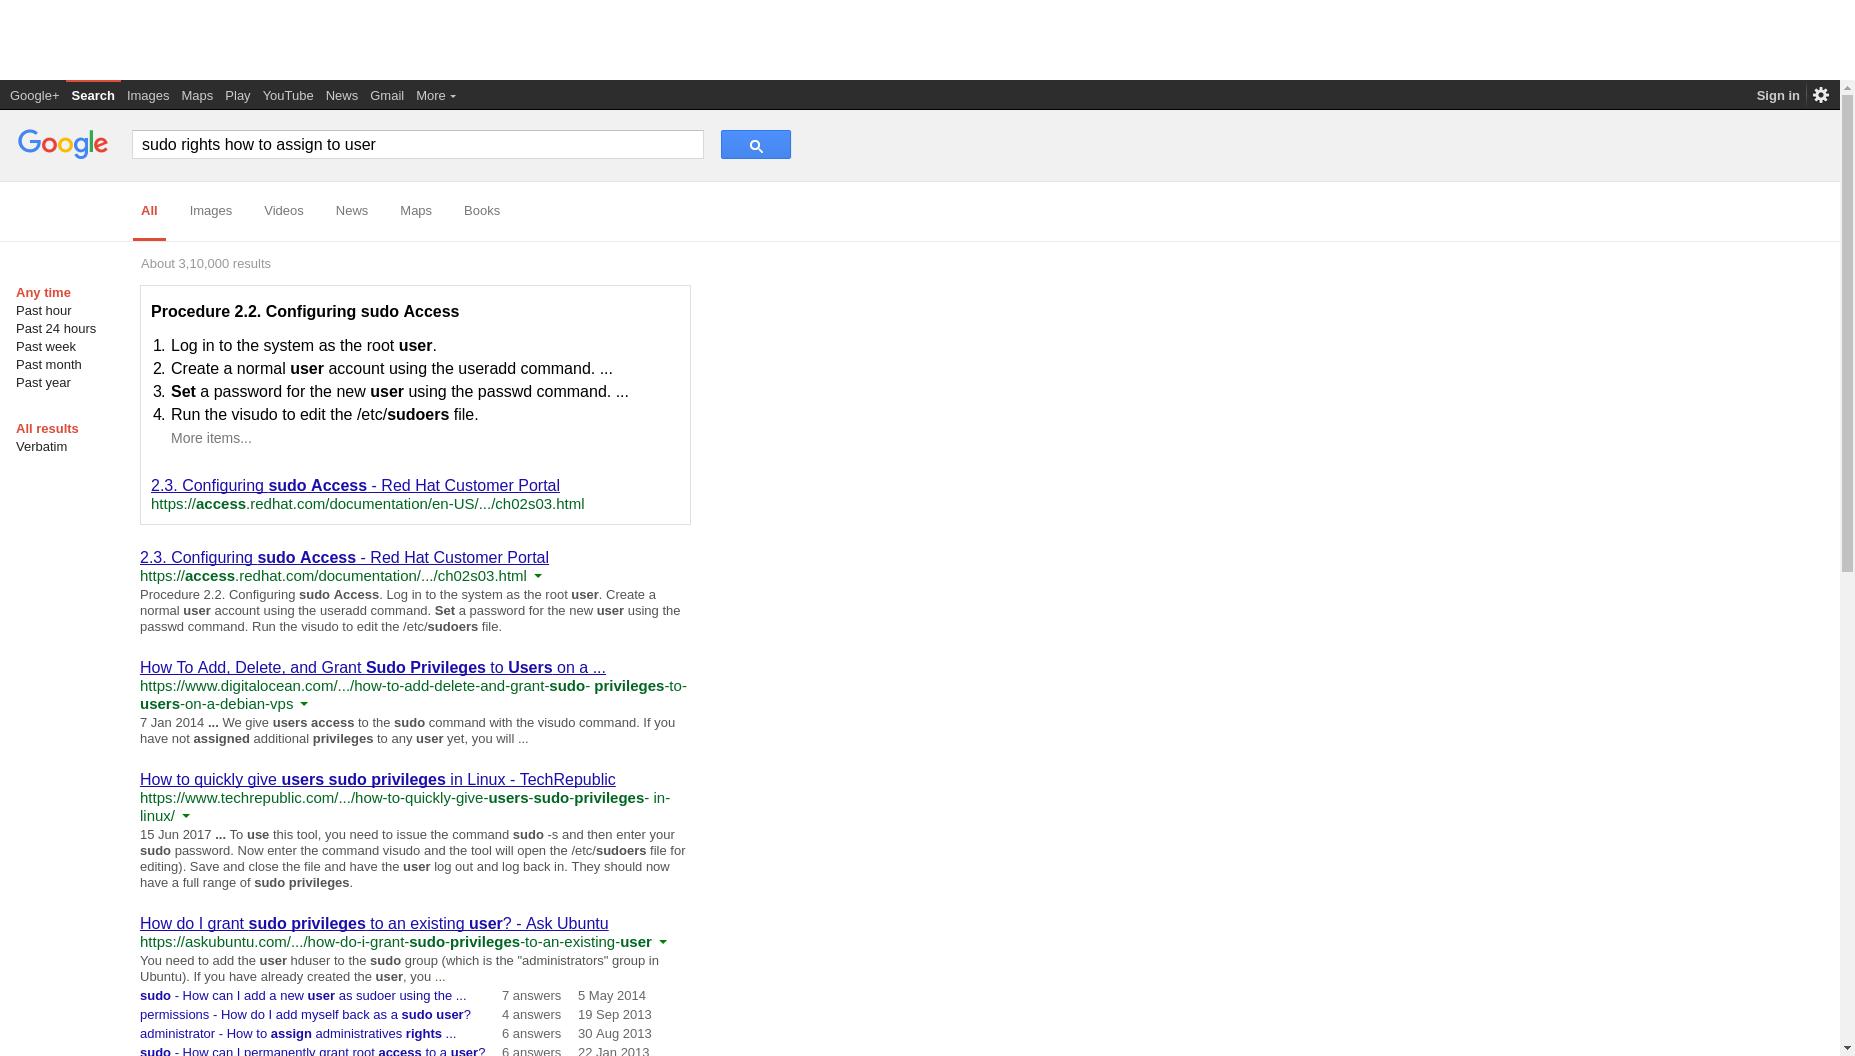 Google+ Search Images Maps Play YouTube News Gmail More Sign in
Google sudo rights how to assign to user
All Images Videos News Maps Books
About 3,10,000 results
Any time
Past hour
Past 24 hours
Past week
Past month
Past year
All results
Verbatim
Procedure 2.2. Configuring sudo Access
1. Log in to the system as the root user.
2. Create a normal user account using the useradd command. ...
3. Set a password for the new user using the passwd command. ...
4. Run the visudo to edit the /etc/sudoers file.
More items...
2.3. Configuring sudo Access - Red Hat Customer Portal
https://access.redhat.com/documentation/en-US/.../ch02s03.html
2.3. Configuring sudo Access - Red Hat Customer Portal
https://access.redhat.com/documentation/.../ch02s03.html
Procedure 2.2. Configuring sudo Access. Log in to the system as the root user. Create a
normal user account using the useradd command. Set a password for the new user using the
passwd command. Run the visudo to edit the /etc/sudoers file.
How To Add, Delete, and Grant Sudo Privileges to Users on a ...
https://www.digitalocean.com/.../how-to-add-delete-and-grant-sudo- privileges-to-
users-on-a-debian-vps
7 Jan 2014 ... We give users access to the sudo command with the visudo command. If you
have not assigned additional privileges to any user yet, you will ...
How to quickly give users sudo privileges in Linux - TechRepublic
https://www.techrepublic.com/.../how-to-quickly-give-users-sudo-privileges- in-
linux/
15 Jun 2017 ... To use this tool, you need to issue the command sudo -s and then enter your
sudo password. Now enter the command visudo and the tool will open the /etc/sudoers file for
editing). Save and close the file and have the user log out and log back in. They should now
have a full range of sudo privileges.
How do I grant sudo privileges to an existing user? - Ask Ubuntu
https://askubuntu.com/.../how-do-i-grant-sudo-privileges-to-an-existing-user
You need to add the user hduser to the sudo group (which is the "administrators" group in
Ubuntu). If you have already created the user, you ...
sudo - How can I add a new user as sudoer using the ... 7 answers 5 May 2014
permissions - How do I add myself back as a sudo user? 4 answers 19 Sep 2013
administrator - How to assign administratives rights ... 6 answers 30 Aug 2013
sudo - How can I permanently grant root access to a user? 6 answers 22 Jan 2013